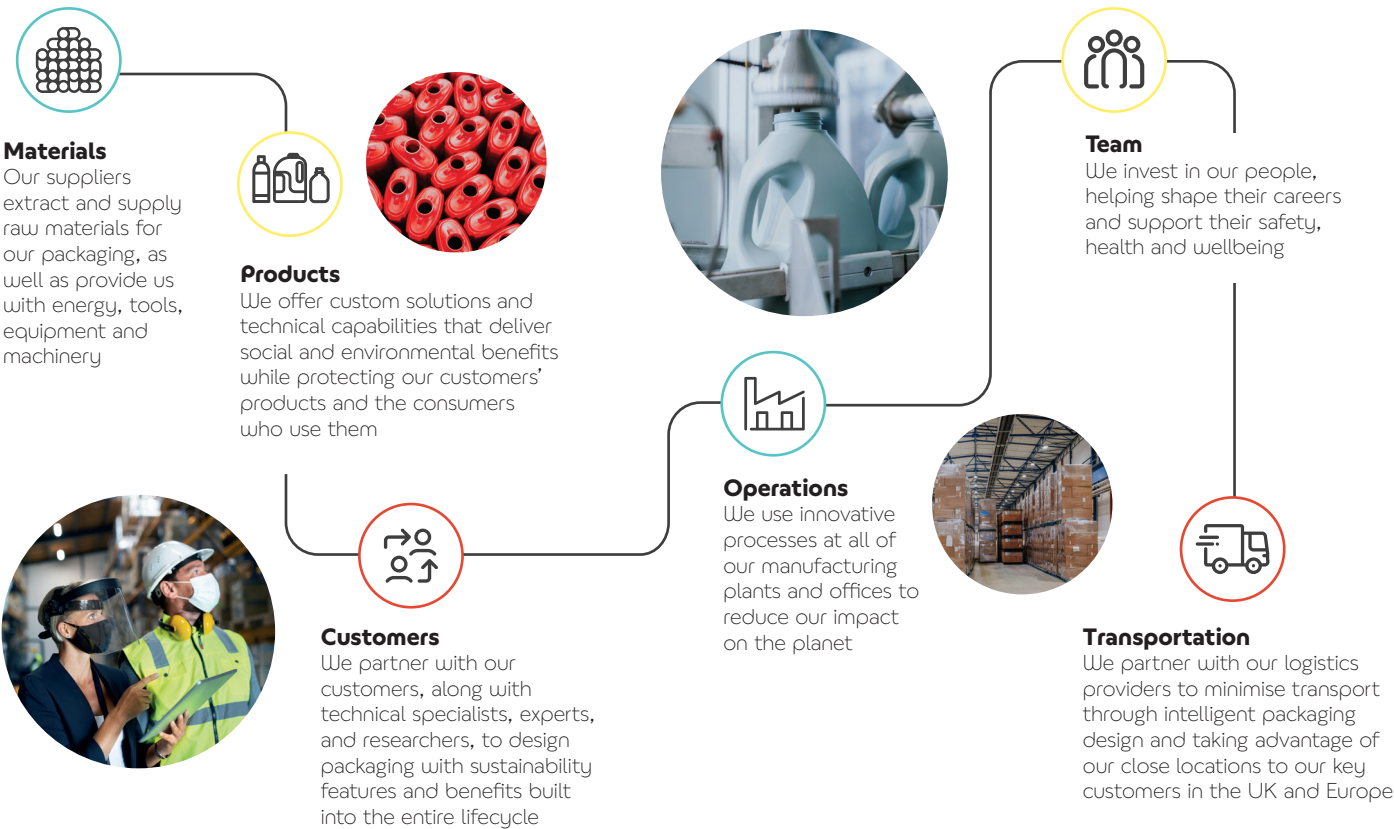 Materials
Our suppliers
extract and supply
raw materials for
our packaging, as
well as provide us
with energy, tools,
equipment and
machinery
Products
We offer custom solutions and
technical capabilities that deliver
social and environmental benefits
while protecting our customers’
products and the consumers
who use them
Customers
We partner with our
customers, along with
technical specialists, experts,
and researchers, to design
packaging with sustainability
features and benefits built
into the entire lifecycle
Operations
We use innovative
processes at all of
our manufacturing
plants and offices to
reduce our impact
on the planet
Team
We invest in our people,
helping shape their careers
and support their safety,
health and wellbeing
Transportation
We partner with our logistics
providers to minimise transport
through intelligent packaging
design and taking advantage of
our close locations to our key
customers in the UK and Europe